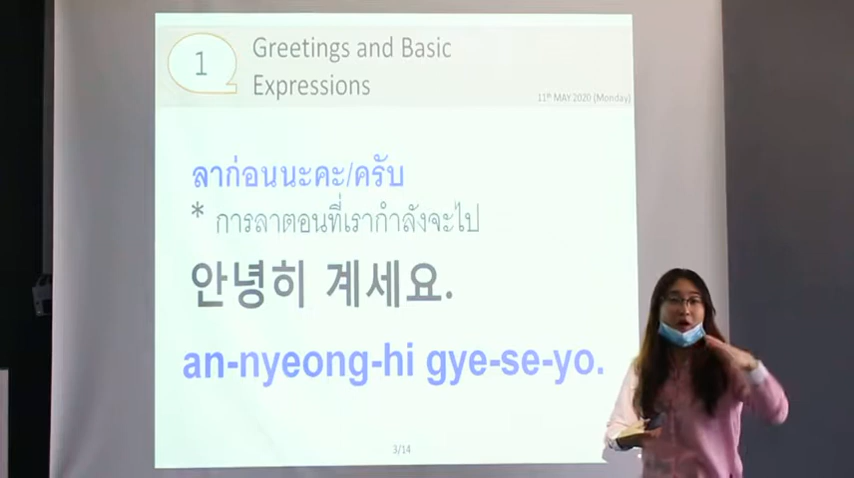 1
Greetings and Basic
Expressions
11th MAY 2020 (Monday)
ลาก่อนนะคะ/ครับ
* การลาตอนที่เรากำลังจะไป
안녕히 계세요.
an-nyeong-hi gye-se-yo.
3/14